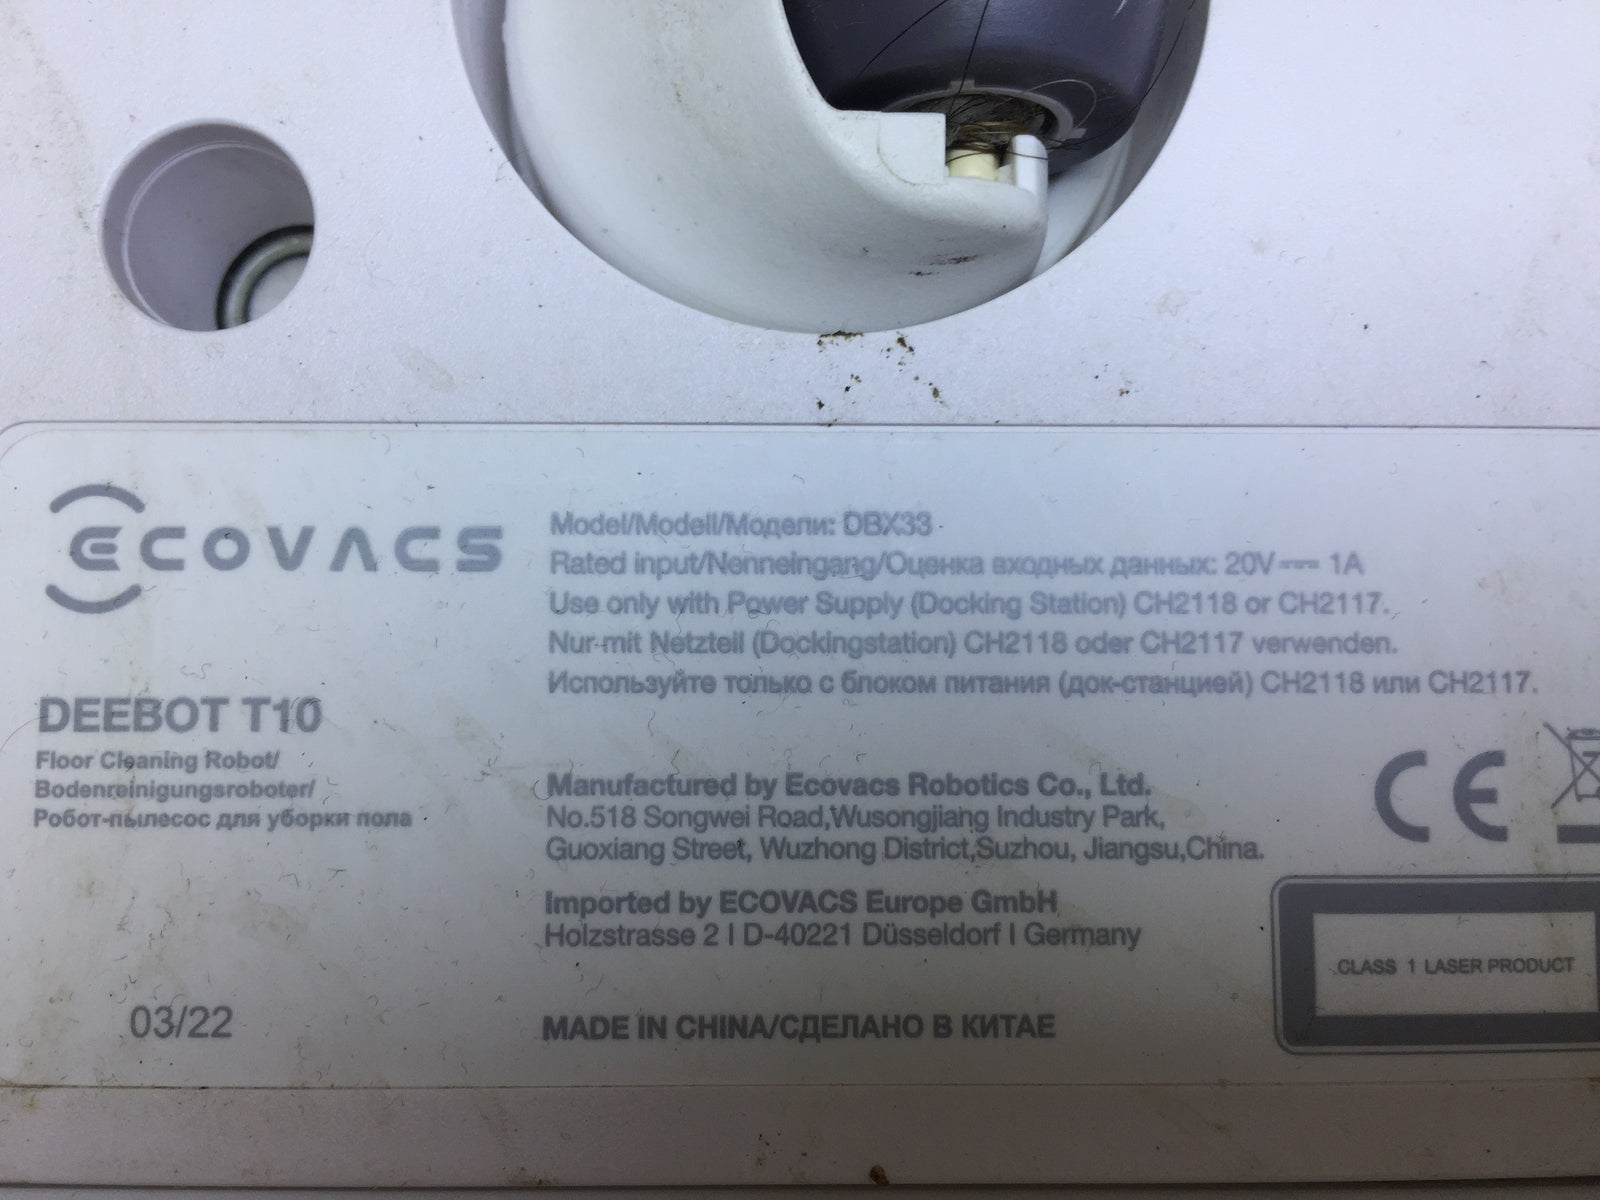 ECOVACS
DEEBOT T10
Floor Cleaning Robot/
Bodenreinigungsroboter/
Робот-пылесос для уборки пола
03/22
Model/Modell/Модели: DBX33
Rated input/Nenneingang/Оценка входных данных: 20V⎓1A
Use only with Power Supply (Docking Station) CH2118 or CH2117.
Nur mit Netzteil (Dockingstation) CH2118 oder CH2117 verwenden.
Используйте только с блоком питания (док-станцией) CH2118 или CH2117.
Manufactured by Ecovacs Robotics Co., Ltd.
No.518 Songwei Road,Wusongjiang Industry Park,
Guoxiang Street, Wuzhong District,Suzhou, Jiangsu,China.
Imported by ECOVACS Europe GmbH
Holzstrasse 2 I D-40221 Düsseldorf I Germany
MADE IN CHINA/СДЕЛАНО В КИТАЕ
CE
CLASS 1 LASER PRODUCT